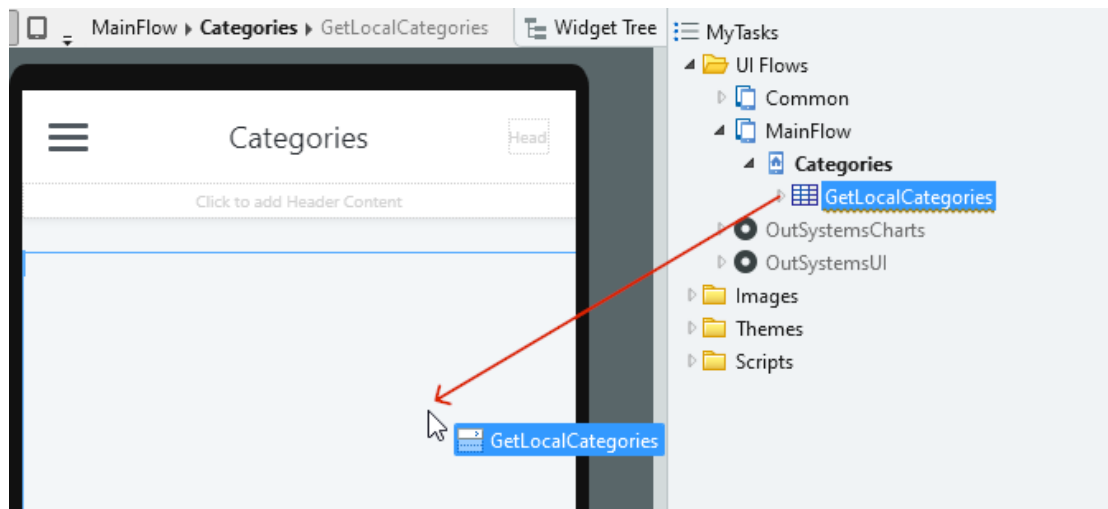 MainFlow Categories GetLocalCategories
Widget Tree
Categories
Head
Click to add Header Content
GetLocalCategories
MyTasks
UI Flows
Common
MainFlow
Categories
GetLocalCategories
OutSystemsCharts
OutSystemsUI
Images
Themes
Scripts